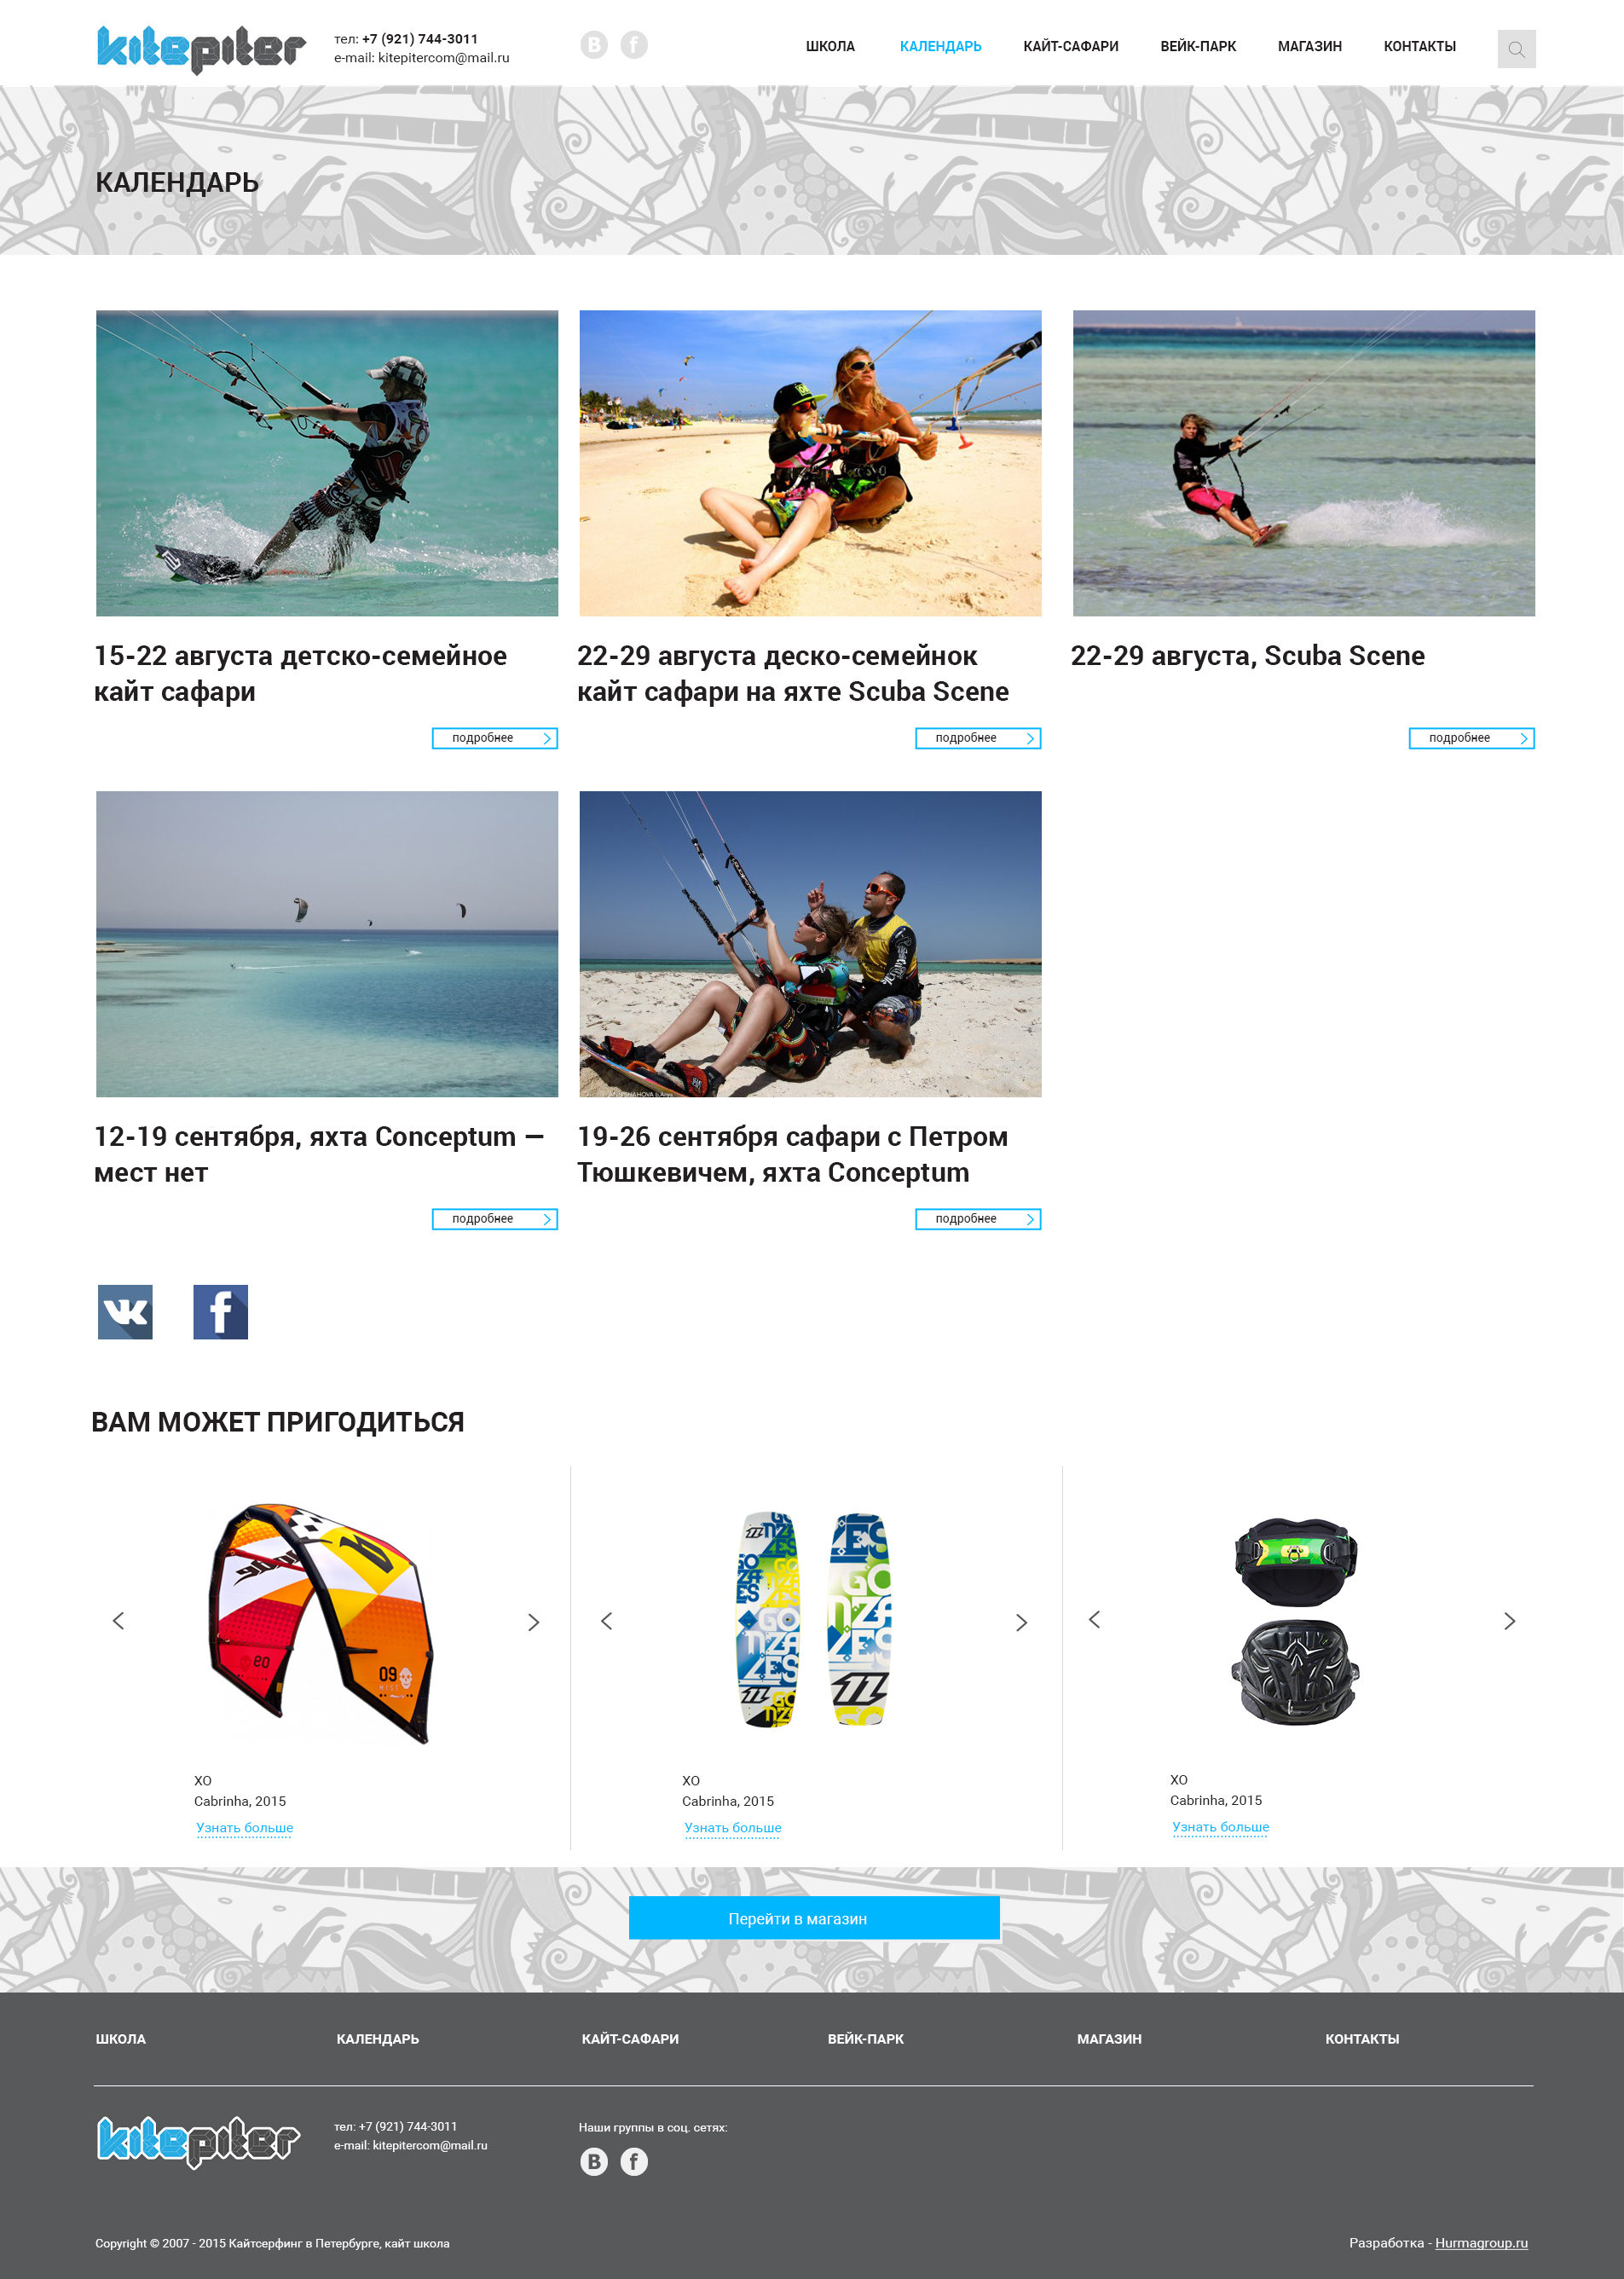 kitepiter
тел: +7 (921) 744-3011
e-mail: kitepitercom@mail.ru
B f
ШКОЛА КАЛЕНДАРЬ КАЙТ-САФАРИ ВЕЙК-ПАРК МАГАЗИН КОНТАКТЫ
КАЛЕНДАРЬ
15-22 августа детско-семейное
кайт сафари
подробнее
22-29 августа деско-семейнок
кайт сафари на яхте Scuba Scene
подробнее
22-29 августа, Scuba Scene
подробнее
12-19 сентября, яхта Conceptum —
мест нет
подробнее
19-26 сентября сафари с Петром
Тюшкевичем, яхта Conceptum
подробнее
VK f
ВАМ МОЖЕТ ПРИГОДИТЬСЯ
09
09
XO
Cabrinha, 2015
Узнать больше
GONZALES
XO
Cabrinha, 2015
Узнать больше
XO
Cabrinha, 2015
Узнать больше
Перейти в магазин
ШКОЛА КАЛЕНДАРЬ КАЙТ-САФАРИ ВЕЙК-ПАРК МАГАЗИН КОНТАКТЫ
kitepiter
тел: +7 (921) 744-3011
e-mail: kitepitercom@mail.ru
Наши группы в соц. сетях:
B f
Copyright © 2007 - 2015 Кайтсерфинг в Петербурге, кайт школа
Разработка - Hurmagroup.ru